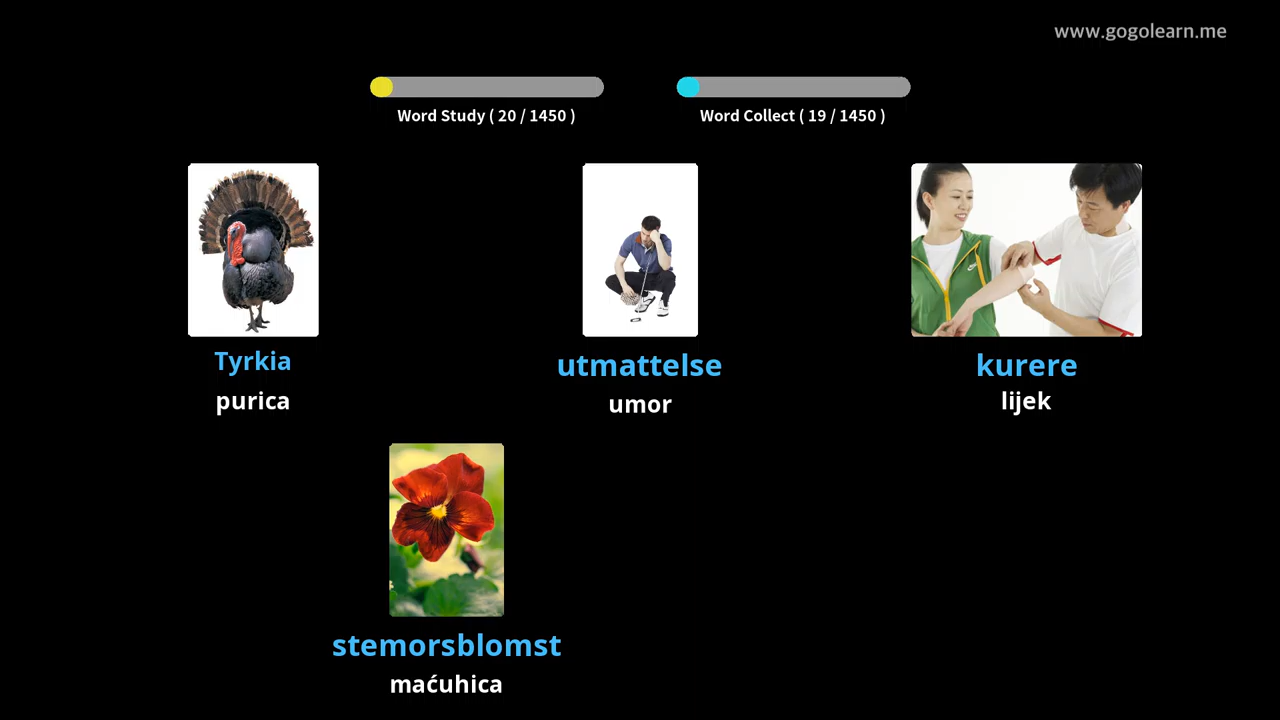 www.gogolearn.me
Word Study ( 20 / 1450 )
Word Collect ( 19 / 1450 )
Tyrkia
purica
utmattelse
umor
kurere
lijek
stemorsblomst
maćuhica